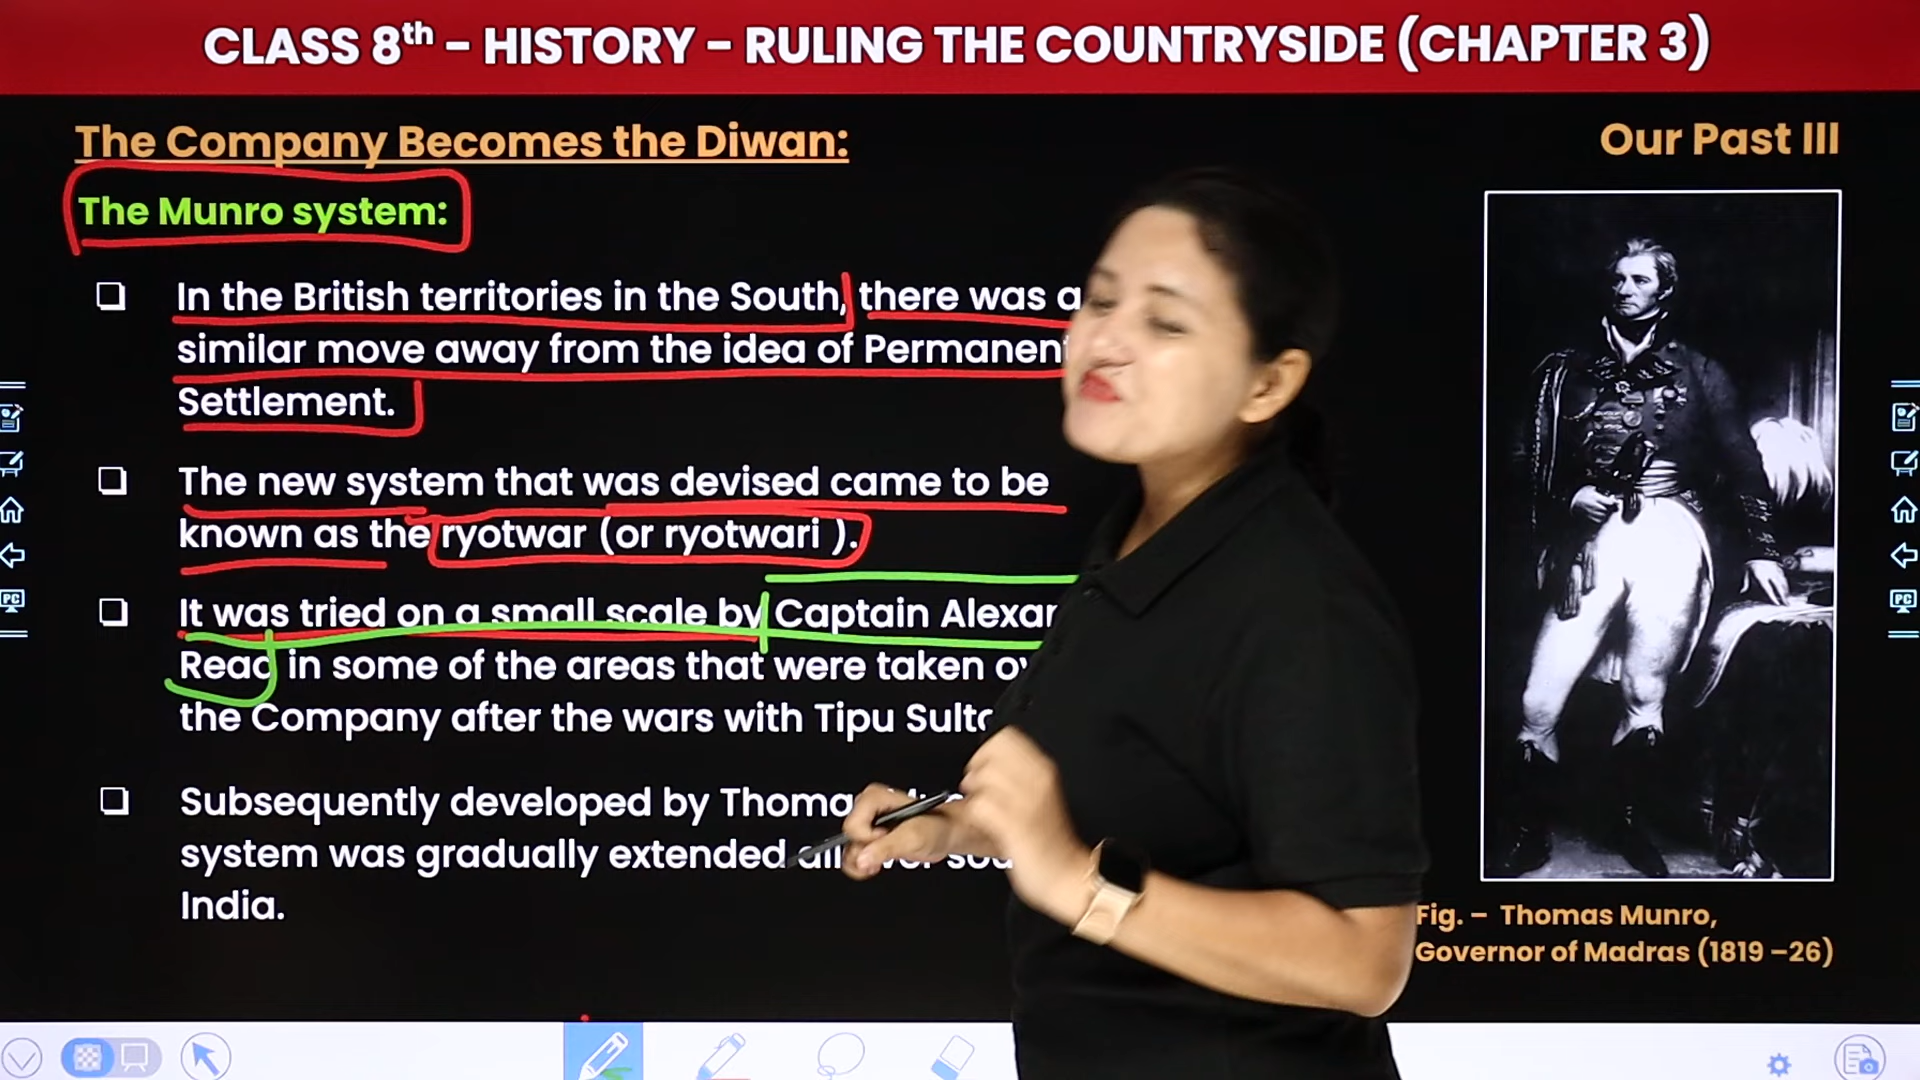 CLASS 8th – HISTORY – RULING THE COUNTRYSIDE (CHAPTER 3)
The Company Becomes the Diwan:
Our Past III
The Munro system:
In the British territories in the South, there was a
similar move away from the idea of Permanent
Settlement.
The new system that was devised came to be
known as the ryotwar (or ryotwari ).
It was tried on a small scale by Captain
Read in some of the areas that were taken
the Company after the wars with Tipu
Subsequently developed by
system was gradually extended
India.
Fig. – Thomas Munro,
Governor of Madras (1819 –26)
PC
PC